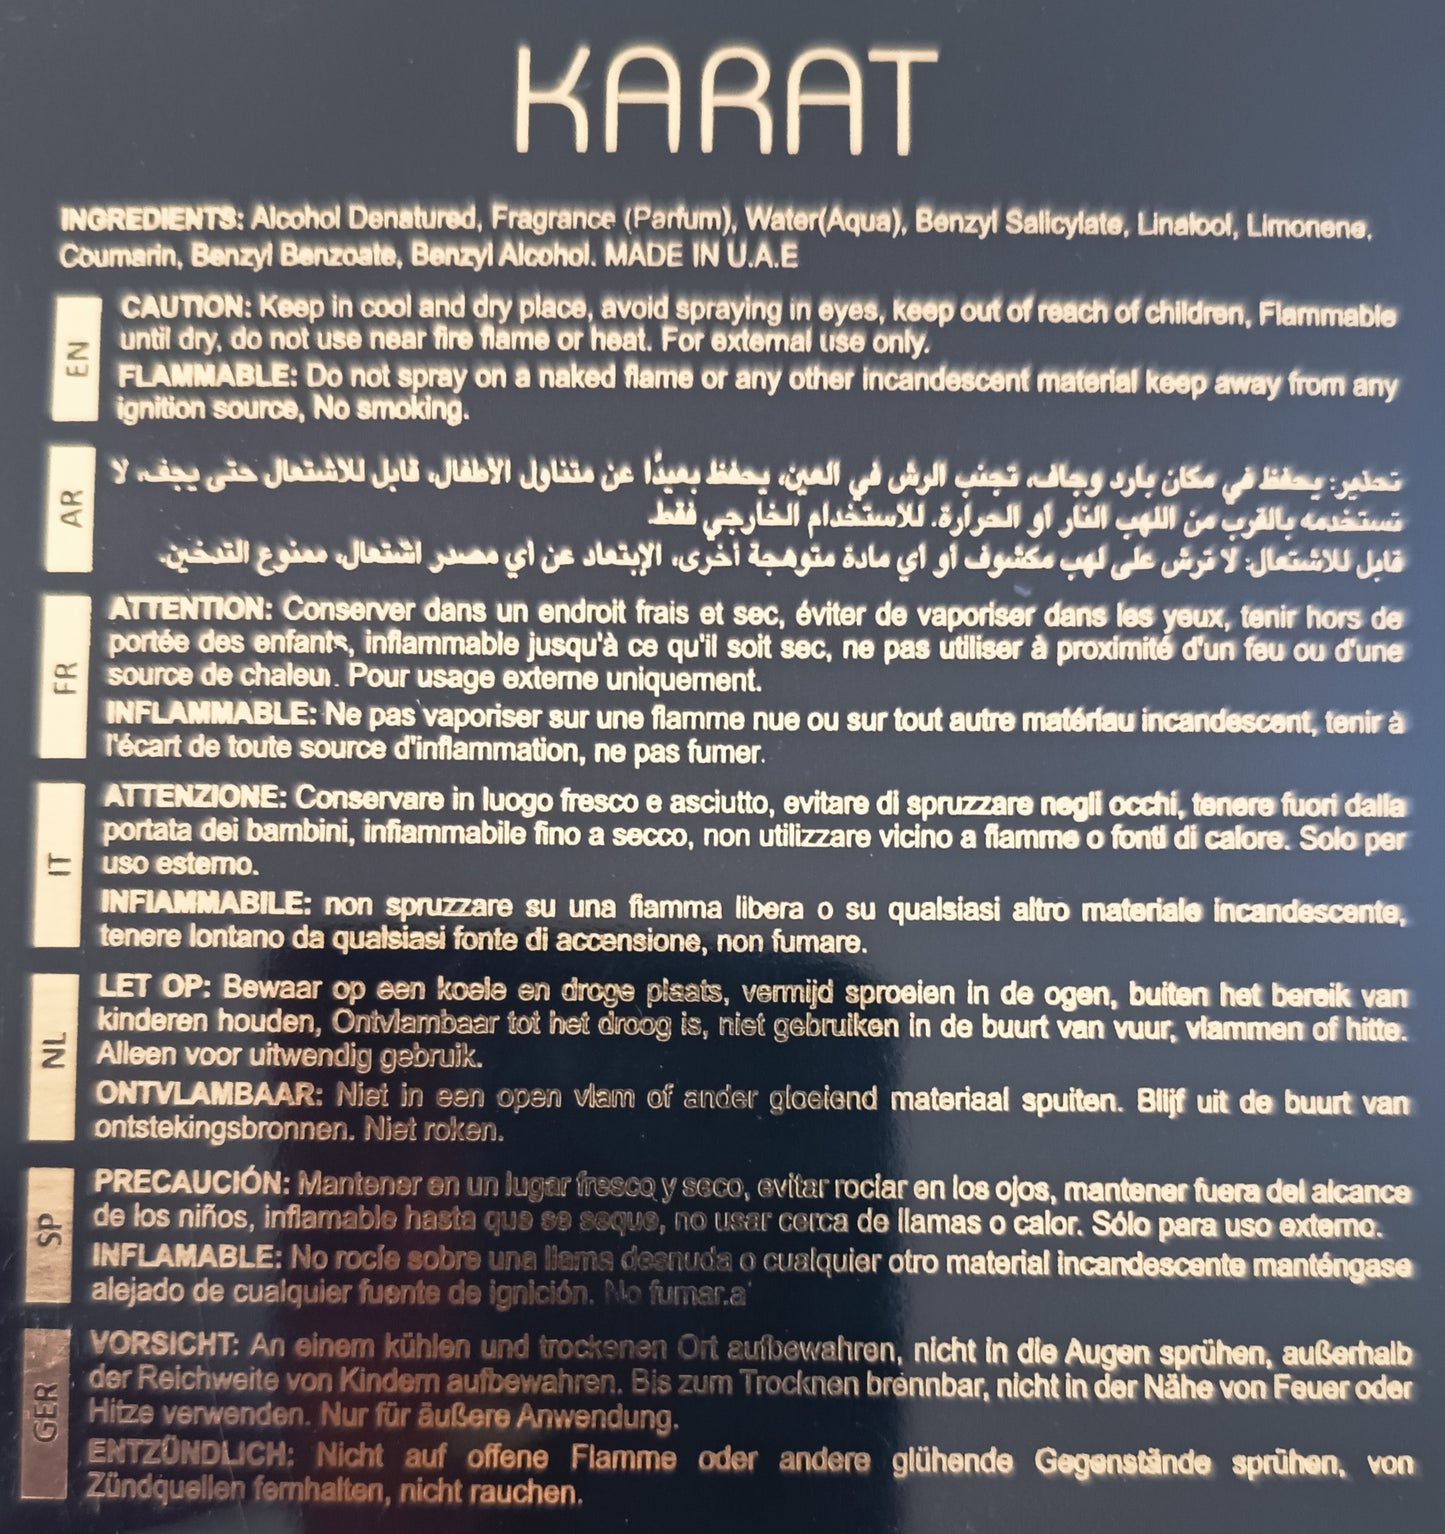 KARAT
INGREDIENTS: Alcohol Denatured, Fragrance (Parfum), Water(Aqua), Benzyl Salicylate, Linalool, Limonene,
Coumarin, Benzyl Benzoate, Benzyl Alcohol. MADE IN U.A.E
EN
CAUTION: Keep in cool and dry place, avoid spraying in eyes, keep out of reach of children, Flammable
until dry, do not use near fire flame or heat. For external use only.
FLAMMABLE: Do not spray on a naked flame or any other incandescent material keep away from any
ignition source, No smoking.
AR
تحذير: يحفظ في مكان بارد وجاف، تجنب الرش في العين، يحفظ بعيدًا عن متناول الأطفال، قابل للاشتعال حتى يجف، لا
تستخدمه بالقرب من اللهب النار أو الحرارة. للاستخدام الخارجي فقط.
قابل للاشتعال: لا ترش على لهب مكشوف أو أي مادة متوهجة أخرى، الإبتعاد عن أي مصدر اشتعال، ممنوع التدخين.
FR
ATTENTION: Conserver dans un endroit frais et sec, éviter de vaporiser dans les yeux, tenir hors de
portée des enfants, inflammable jusqu'à ce qu'il soit sec, ne pas utiliser à proximité d'un feu ou d'une
source de chaleur. Pour usage externe uniquement.
INFLAMMABLE: Ne pas vaporiser sur une flamme nue ou sur tout autre matériau incandescent, tenir à
l'écart de toute source d'inflammation, ne pas fumer.
IT
ATTENZIONE: Conservare in luogo fresco e asciutto, evitare di spruzzare negli occhi, tenere fuori dalla
portata dei bambini, infiammabile fino a secco, non utilizzare vicino a fiamme o fonti di calore. Solo per
uso esterno.
INFIAMMABILE: non spruzzare su una fiamma libera o su qualsiasi altro materiale incandescente,
tenere lontano da qualsiasi fonte di accensione, non fumare.
NL
LET OP: Bewaar op een koele en droge plaats, vermijd sproeien in de ogen, buiten het bereik van
kinderen houden, Ontvlambaar tot het droog is, niet gebruiken in de buurt van vuur, vlammen of hitte.
Alleen voor uitwendig gebruik.
ONTVLAMBAAR: Niet in een open vlam of ander gloeiend materiaal spuiten. Blijf uit de buurt van
ontstekingsbronnen. Niet roken.
SP
PRECAUCIÓN: Mantener en un lugar fresco y seco, evitar rociar en los ojos, mantener fuera del alcance
de los niños, inflamable hasta que se seque, no usar cerca de llamas o calor. Sólo para uso externo.
INFLAMABLE: No rocíe sobre una llama desnuda o cualquier otro material incandescente manténgase
alejado de cualquier fuente de ignición. No fumar.a
GER
VORSICHT: An einem kühlen und trockenen Ort aufbewahren, nicht in die Augen sprühen, außerhalb
der Reichweite von Kindern aufbewahren. Bis zum Trocknen brennbar, nicht in der Nähe von Feuer oder
Hitze verwenden. Nur für äußere Anwendung.
ENTZÜNDLICH: Nicht auf offene Flamme oder andere glühende Gegenstände sprühen, von
Zündquellen fernhalten, nicht rauchen.